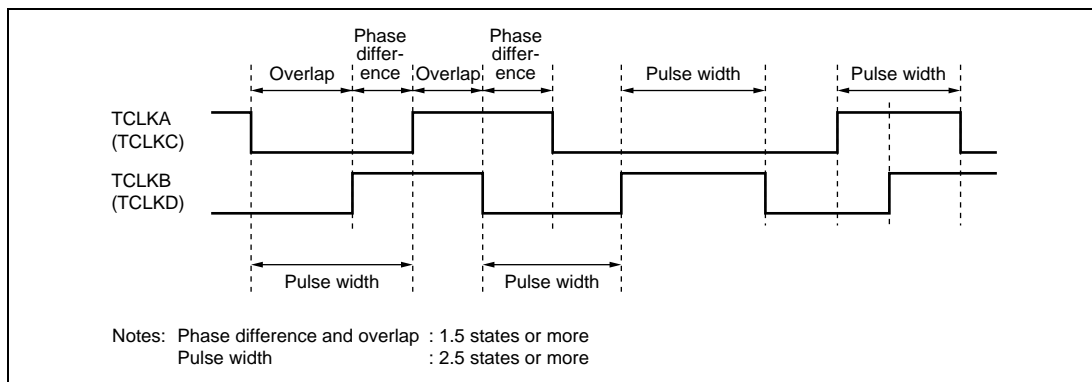 Phase
differ-
ence
Phase
differ-
ence
Overlap
Overlap
Pulse width
Pulse width
TCLKA
(TCLKC)
TCLKB
(TCLKD)
Pulse width
Pulse width
Notes: Phase difference and overlap : 1.5 states or more
Pulse width : 2.5 states or more